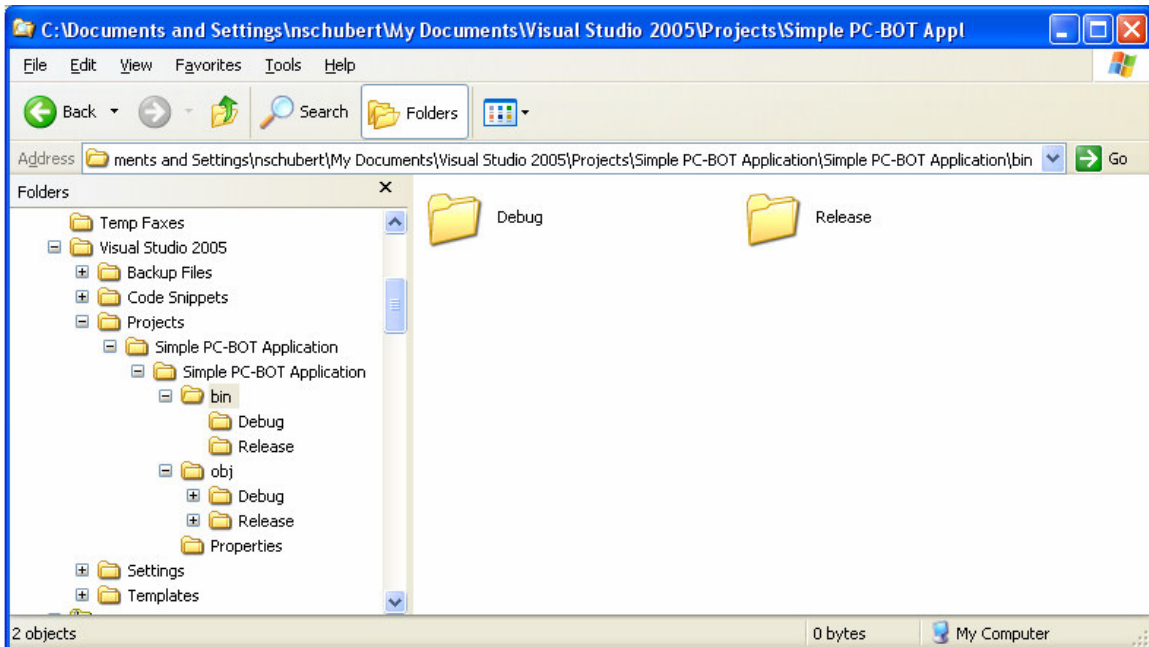 C:\Documents and Settings\nschubert\My Documents\Visual Studio 2005\Projects\Simple PC-BOT Appl
File Edit View Favorites Tools Help
Back Search Folders
Address ments and Settings\nschubert\My Documents\Visual Studio 2005\Projects\Simple PC-BOT Application\Simple PC-BOT Application\bin Go
Folders x
Temp Faxes
Visual Studio 2005
Backup Files
Code Snippets
Projects
Simple PC-BOT Application
Simple PC-BOT Application
bin
Debug
Release
obj
Debug
Release
Properties
Settings
Templates
Debug Release
2 objects 0 bytes My Computer